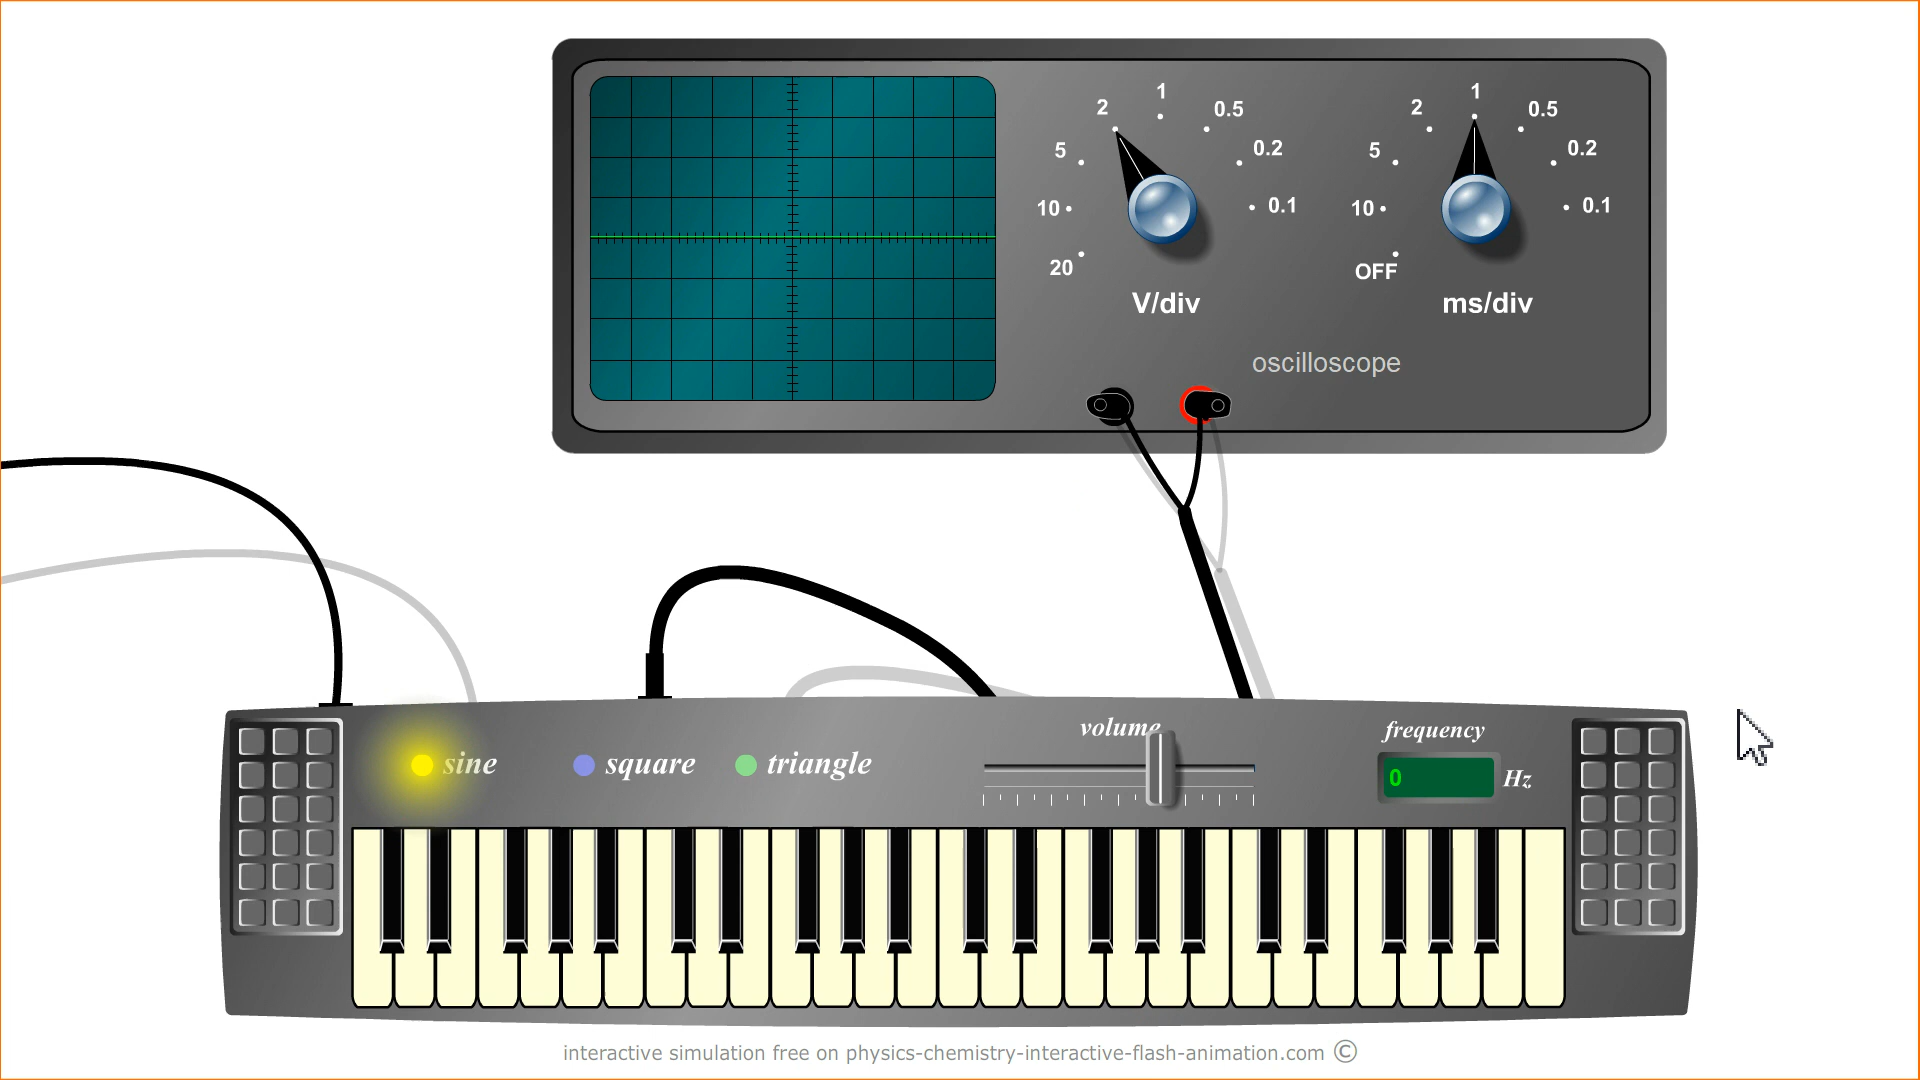 1
2
0.5
5
0.2
10
0.1
20
V/div
1
2
0.5
5
0.2
10
0.1
OFF
ms/div
oscilloscope
sine
square
triangle
volume
frequency
0 Hz
interactive simulation free on physics-chemistry-interactive-flash-animation.com ©